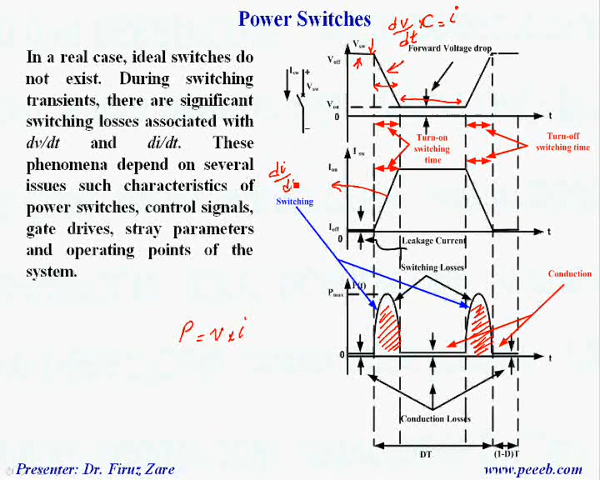 Power Switches
In a real case, ideal switches do
not exist. During switching
transients, there are significant
switching losses associated with
dv/dt and di/dt. These
phenomena depend on several
issues such characteristics of
power switches, control signals,
gate drives, stray parameters
and operating points of the
system.
P = v x i
dv/dt x C = i
Vsw
Forward Voltage drop
Voff
Isw
Vsw
Von
0
t
Turn-on
switching
time
Turn-off
switching time
I sw
Ion
di/d
Switching
Ioff
0
t
Leakage Current
Switching Losses
Conduction
Pmax
0
t
Conduction Losses
DT
(1-D)T
Presenter: Dr. Firuz Zare
www.peeeb.com